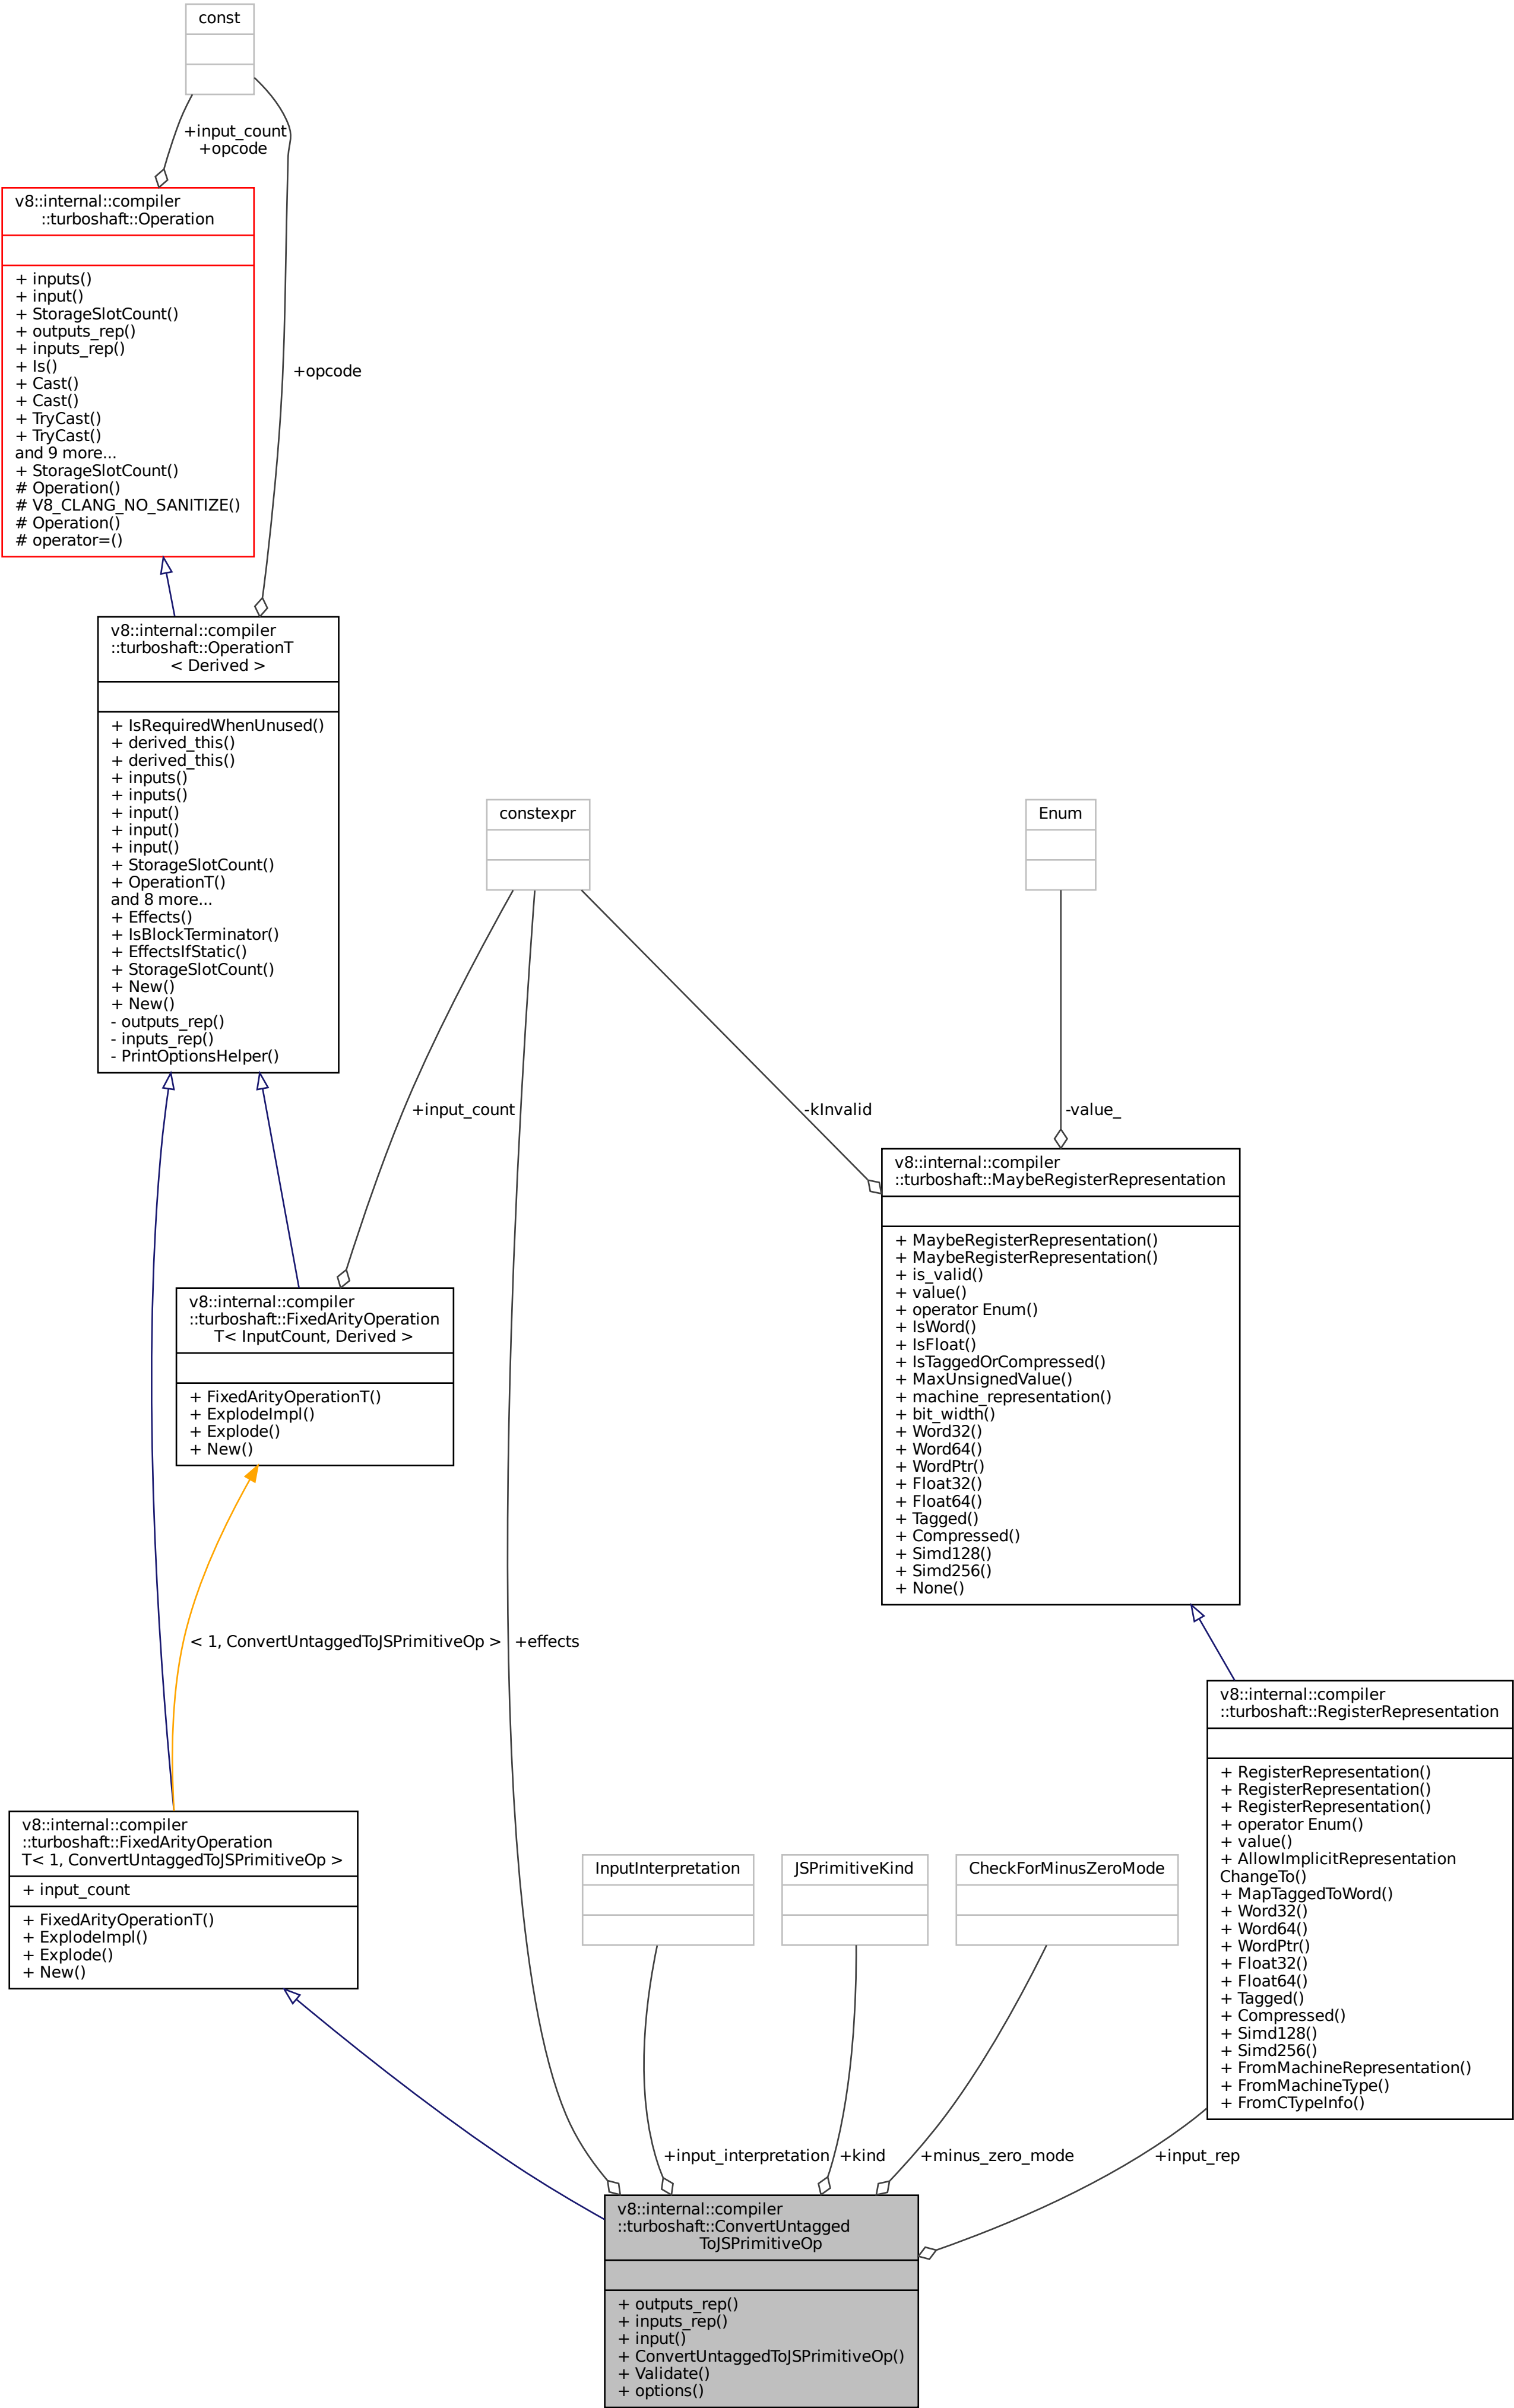 const
+input_count
+opcode
v8::internal::compiler
::turboshaft::Operation
+ inputs()
+ input()
+ StorageSlotCount()
+ outputs_rep()
+ inputs_rep()
+ Is()
+ Cast()
+ Cast()
+ TryCast()
+ TryCast()
and 9 more...
+ StorageSlotCount()
# Operation()
# V8_CLANG_NO_SANITIZE()
# Operation()
# operator=()
+opcode
v8::internal::compiler
::turboshaft::OperationT
< Derived >
+ IsRequiredWhenUnused()
+ derived_this()
+ derived_this()
+ inputs()
+ inputs()
+ input()
+ input()
+ input()
+ StorageSlotCount()
+ OperationT()
and 8 more...
+ Effects()
+ IsBlockTerminator()
+ EffectsIfStatic()
+ StorageSlotCount()
+ New()
+ New()
- outputs_rep()
- inputs_rep()
- PrintOptionsHelper()
constexpr
Enum
+input_count
-kInvalid
-value_
v8::internal::compiler
::turboshaft::MaybeRegisterRepresentation
+ MaybeRegisterRepresentation()
+ MaybeRegisterRepresentation()
+ is_valid()
+ value()
+ operator Enum()
+ IsWord()
+ IsFloat()
+ IsTaggedOrCompressed()
+ MaxUnsignedValue()
+ machine_representation()
+ bit_width()
+ Word32()
+ Word64()
+ WordPtr()
+ Float32()
+ Float64()
+ Tagged()
+ Compressed()
+ Simd128()
+ Simd256()
+ None()
v8::internal::compiler
::turboshaft::FixedArityOperation
T< InputCount, Derived >
+ FixedArityOperationT()
+ ExplodeImpl()
+ Explode()
+ New()
< 1, ConvertUntaggedToJSPrimitiveOp >
+effects
v8::internal::compiler
::turboshaft::RegisterRepresentation
+ RegisterRepresentation()
+ RegisterRepresentation()
+ RegisterRepresentation()
+ operator Enum()
+ value()
+ AllowImplicitRepresentation
ChangeTo()
+ MapTaggedToWord()
+ Word32()
+ Word64()
+ WordPtr()
+ Float32()
+ Float64()
+ Tagged()
+ Compressed()
+ Simd128()
+ Simd256()
+ FromMachineRepresentation()
+ FromMachineType()
+ FromCTypeInfo()
v8::internal::compiler
::turboshaft::FixedArityOperation
T< 1, ConvertUntaggedToJSPrimitiveOp >
+ input_count
+ FixedArityOperationT()
+ ExplodeImpl()
+ Explode()
+ New()
InputInterpretation
JSPrimitiveKind
CheckForMinusZeroMode
+input_interpretation
+kind
+minus_zero_mode
+input_rep
v8::internal::compiler
::turboshaft::ConvertUntagged
ToJSPrimitiveOp
+ outputs_rep()
+ inputs_rep()
+ input()
+ ConvertUntaggedToJSPrimitiveOp()
+ Validate()
+ options()